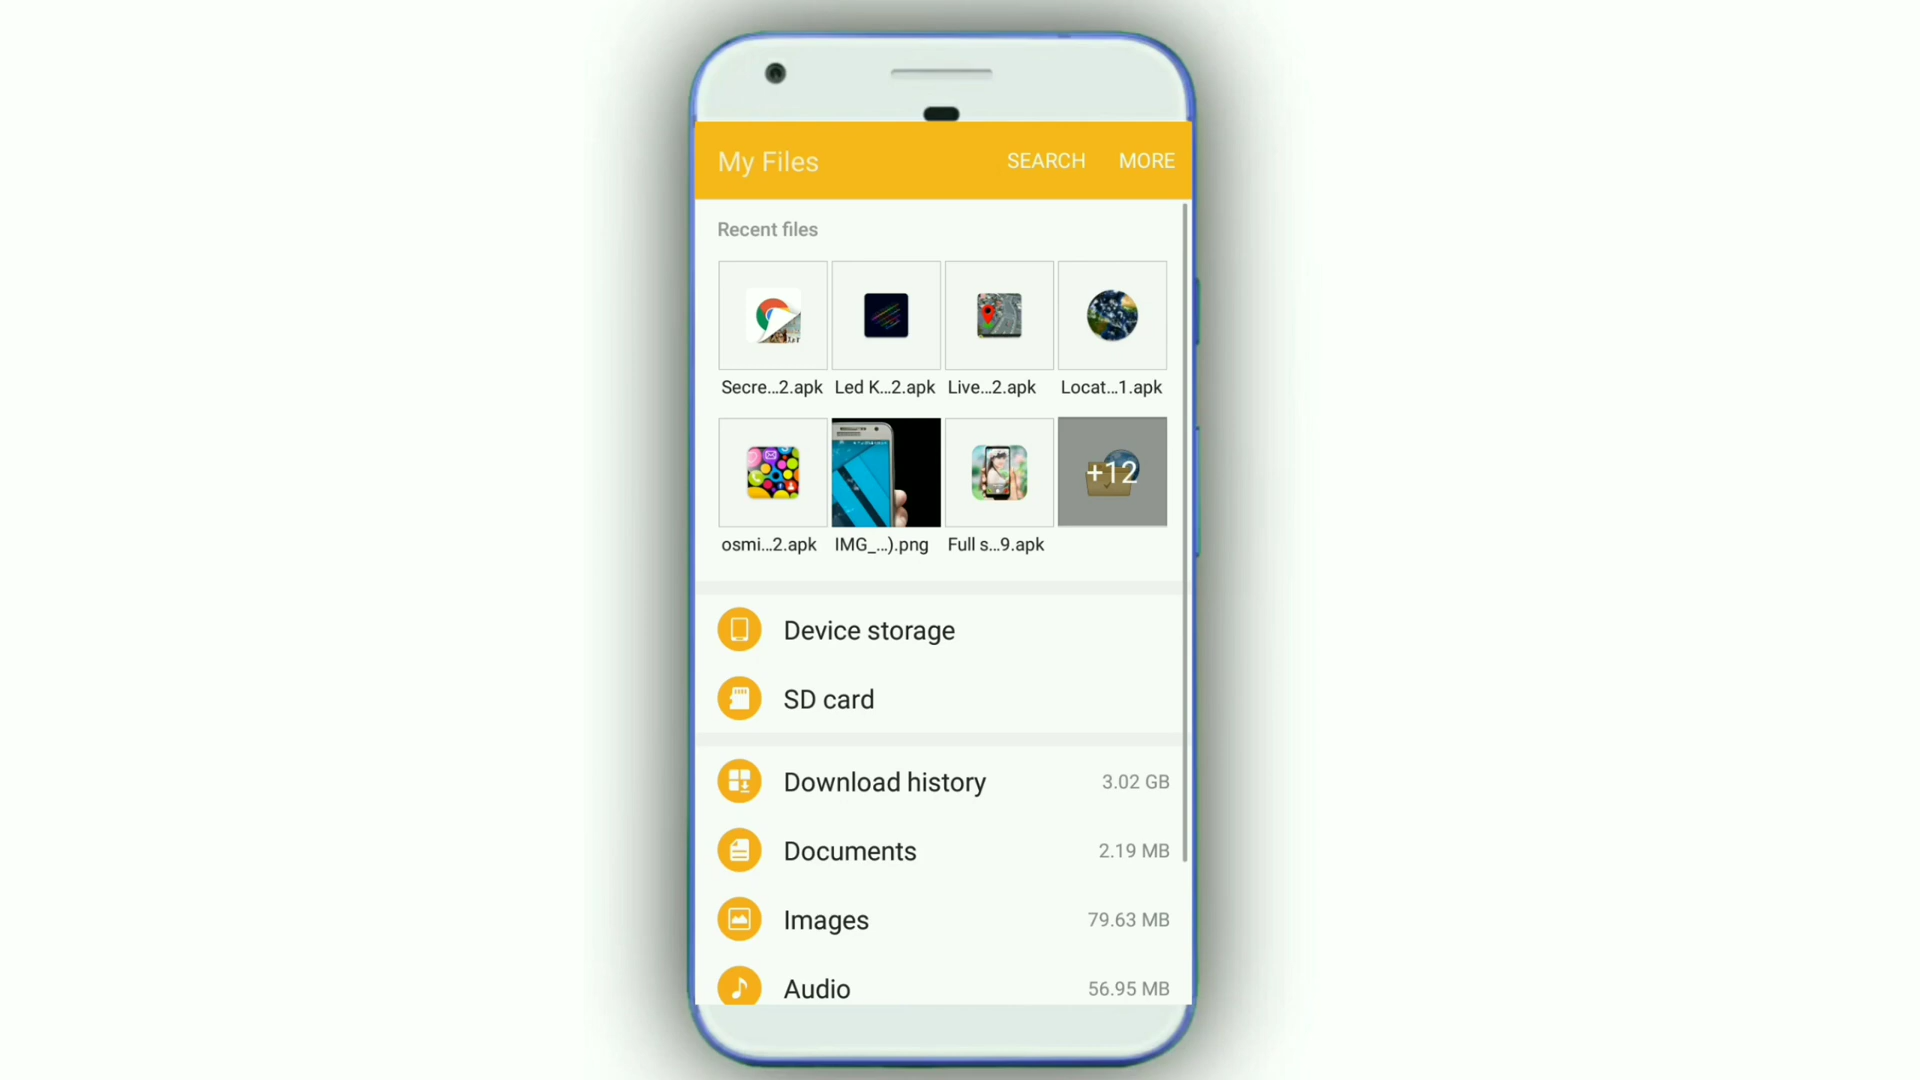 My Files
SEARCH
MORE
Recent files
Secre...2.apk
Led K...2.apk
Live...2.apk
Locat...1.apk
osmi...2.apk
IMG_...).png
Full s...9.apk
+12
Device storage
SD card
Download history
3.02 GB
Documents
2.19 MB
Images
79.63 MB
Audio
56.95 MB